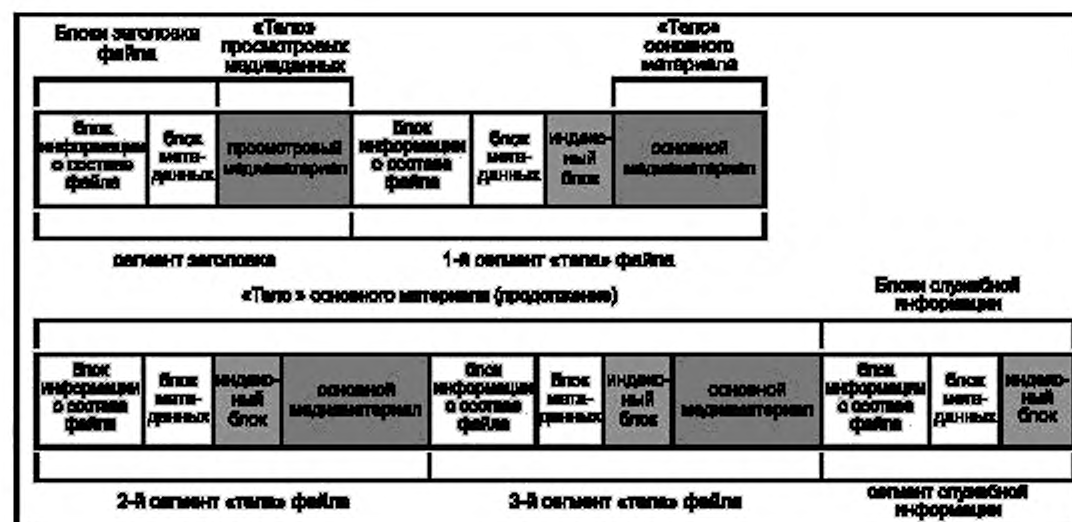 Блоки заголовка
файла
«Тело»
просмотровых
медиаданных
«Тело»
основного
материала
блок
информации
о составе
файла
блок
мета-
данных
просмотровый
медиаматериал
блок
информации
о составе
файла
блок
мета-
данных
индекс-
ный
блок
основной
медиаматериал
сегмент заголовка
1-й сегмент «тела» файла
«Тело » основного материала (продолжение)
Блоки служебной
информации
блок
информации
о составе
файла
блок
мета-
данных
индекс-
ный
блок
основной
медиаматериал
блок
информации
о составе
файла
блок
мета-
данных
индекс-
ный
блок
основной
медиаматериал
блок
информации
о составе
файла
блок
мета-
данных
индекс-
ный
блок
2-й сегмент «тела» файла
3-й сегмент «тела» файла
сегмент служебной
информации